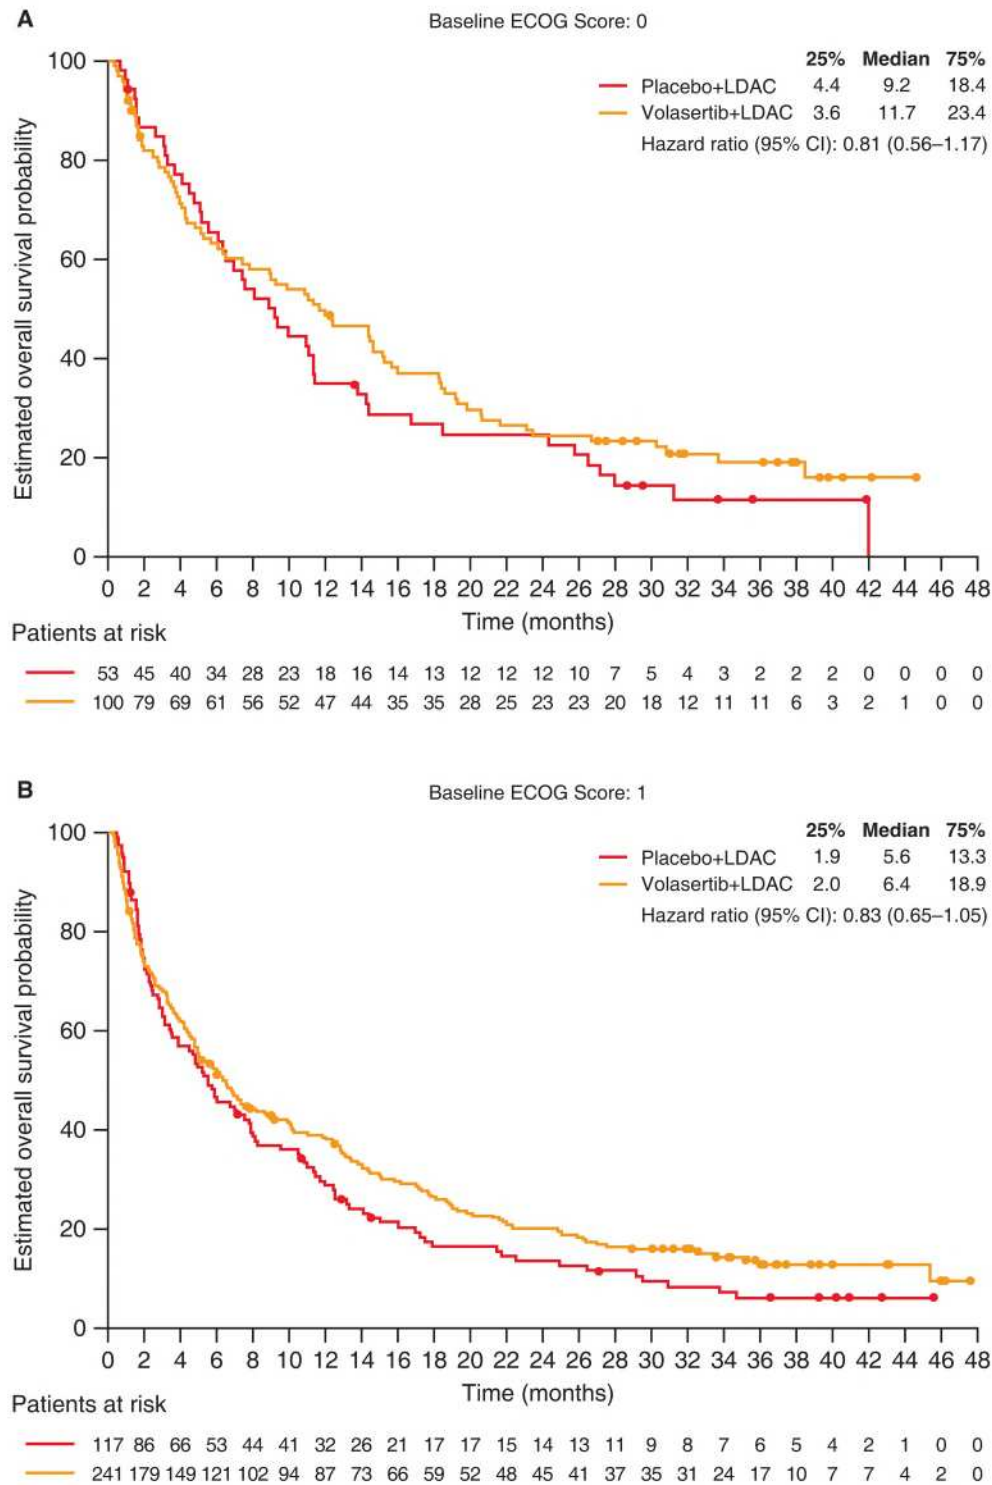 A
Baseline ECOG Score: 0
25% Median 75%
Placebo+LDAC 4.4 9.2 18.4
Volasertib+LDAC 3.6 11.7 23.4
Hazard ratio (95% CI): 0.81 (0.56–1.17)
Estimated overall survival probability
100
80
60
40
20
0
0 2 4 6 8 10 12 14 16 18 20 22 24 26 28 30 32 34 36 38 40 42 44 46 48
Time (months)
Patients at risk
53 45 40 34 28 23 18 16 14 13 12 12 12 10 7 5 4 3 2 2 2 0 0 0 0
100 79 69 61 56 52 47 44 35 35 28 25 23 23 20 18 12 11 11 6 3 2 1 0 0
B
Baseline ECOG Score: 1
25% Median 75%
Placebo+LDAC 1.9 5.6 13.3
Volasertib+LDAC 2.0 6.4 18.9
Hazard ratio (95% CI): 0.83 (0.65–1.05)
Estimated overall survival probability
100
80
60
40
20
0
0 2 4 6 8 10 12 14 16 18 20 22 24 26 28 30 32 34 36 38 40 42 44 46 48
Time (months)
Patients at risk
117 86 66 53 44 41 32 26 21 17 17 15 14 13 11 9 8 7 6 5 4 2 1 0 0
241 179 149 121 102 94 87 73 66 59 52 48 45 41 37 35 31 24 17 10 7 7 4 2 0